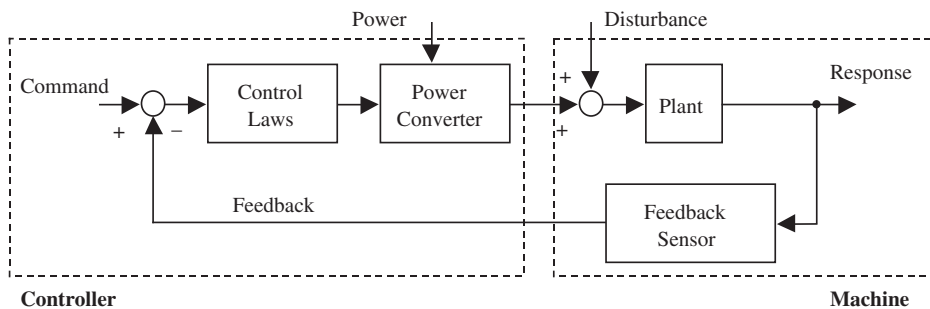 Power
Disturbance
Command
Control
Laws
Power
Converter
+
+
Plant
Response
+
−
Feedback
Feedback
Sensor
Controller
Machine